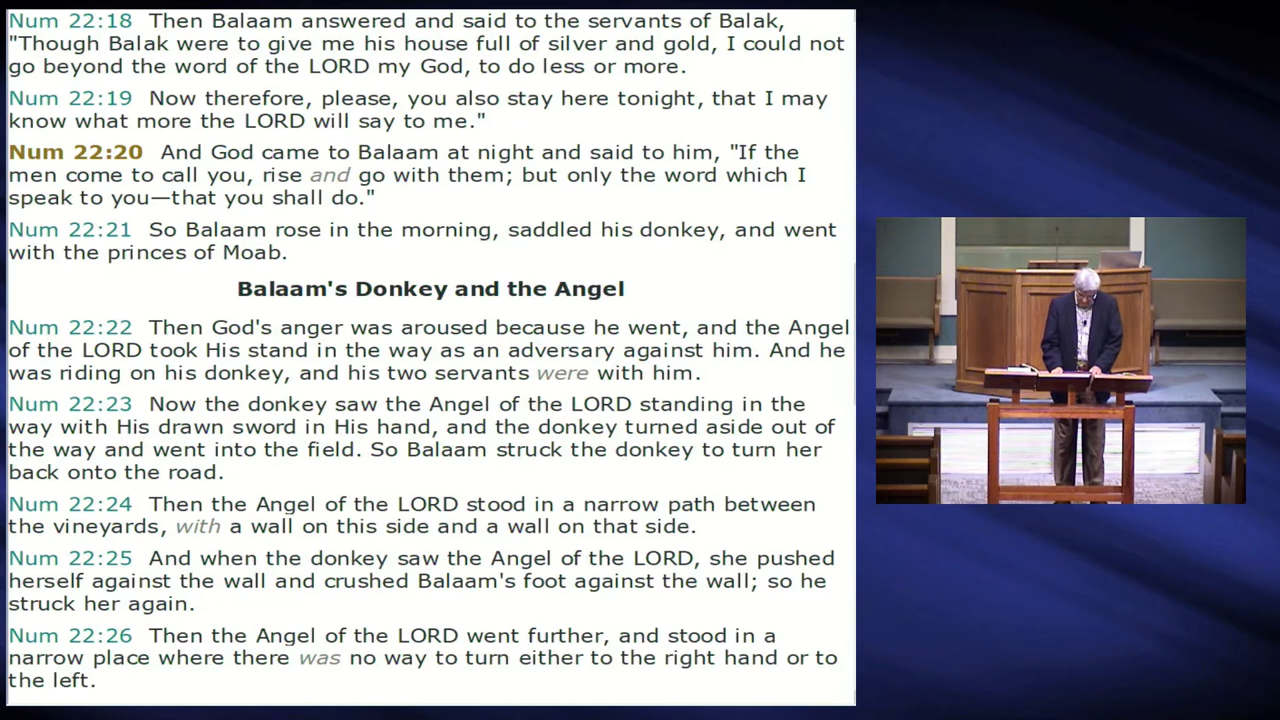 Num 22:18  Then Balaam answered and said to the servants of Balak,
"Though Balak were to give me his house full of silver and gold, I could not
go beyond the word of the LORD my God, to do less or more.
Num 22:19  Now therefore, please, you also stay here tonight, that I may
know what more the LORD will say to me."
Num 22:20  And God came to Balaam at night and said to him, "If the
men come to call you, rise and go with them; but only the word which I
speak to you—that you shall do."
Num 22:21  So Balaam rose in the morning, saddled his donkey, and went
with the princes of Moab.
Balaam's Donkey and the Angel
Num 22:22  Then God's anger was aroused because he went, and the Angel
of the LORD took His stand in the way as an adversary against him. And he
was riding on his donkey, and his two servants were with him.
Num 22:23  Now the donkey saw the Angel of the LORD standing in the
way with His drawn sword in His hand, and the donkey turned aside out of
the way and went into the field. So Balaam struck the donkey to turn her
back onto the road.
Num 22:24  Then the Angel of the LORD stood in a narrow path between
the vineyards, with a wall on this side and a wall on that side.
Num 22:25  And when the donkey saw the Angel of the LORD, she pushed
herself against the wall and crushed Balaam's foot against the wall; so he
struck her again.
Num 22:26  Then the Angel of the LORD went further, and stood in a
narrow place where there was no way to turn either to the right hand or to
the left.